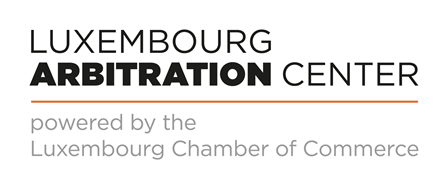 LUXEMBOURG
ARBITRATION CENTER
powered by the
Luxembourg Chamber of Commerce